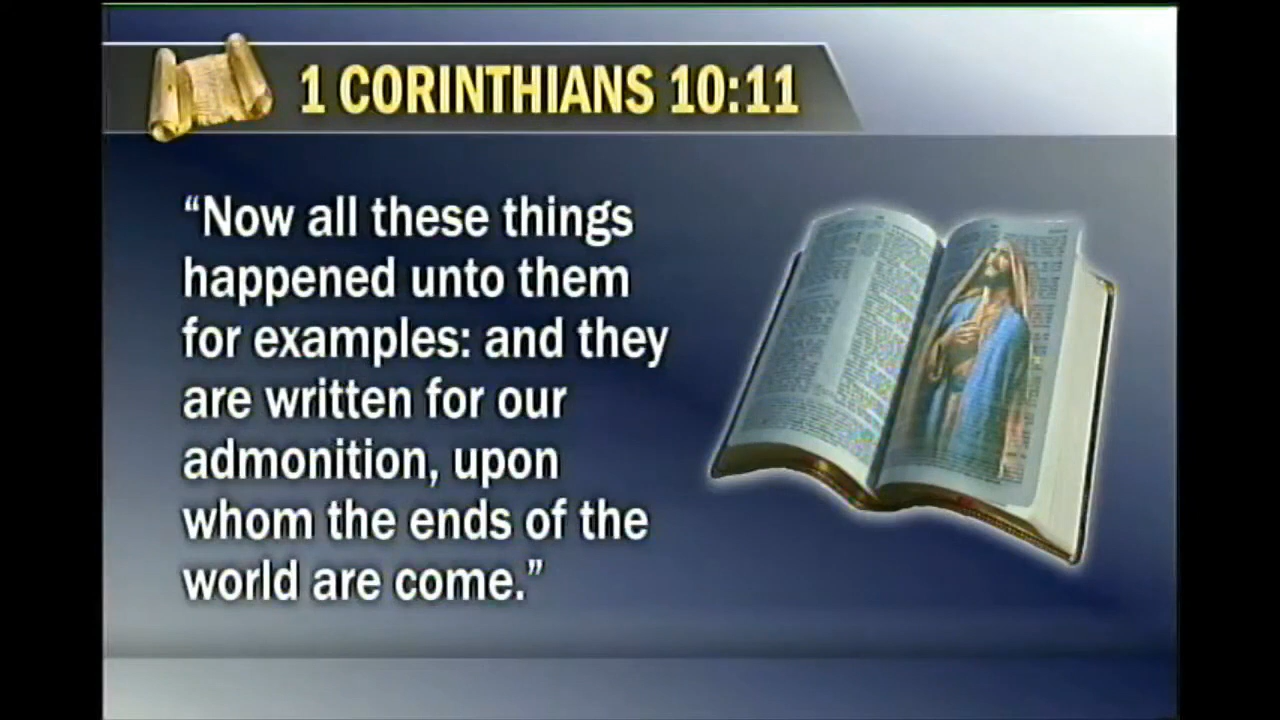 1 CORINTHIANS 10:11
“Now all these things
happened unto them
for examples: and they
are written for our
admonition, upon
whom the ends of the
world are come.”